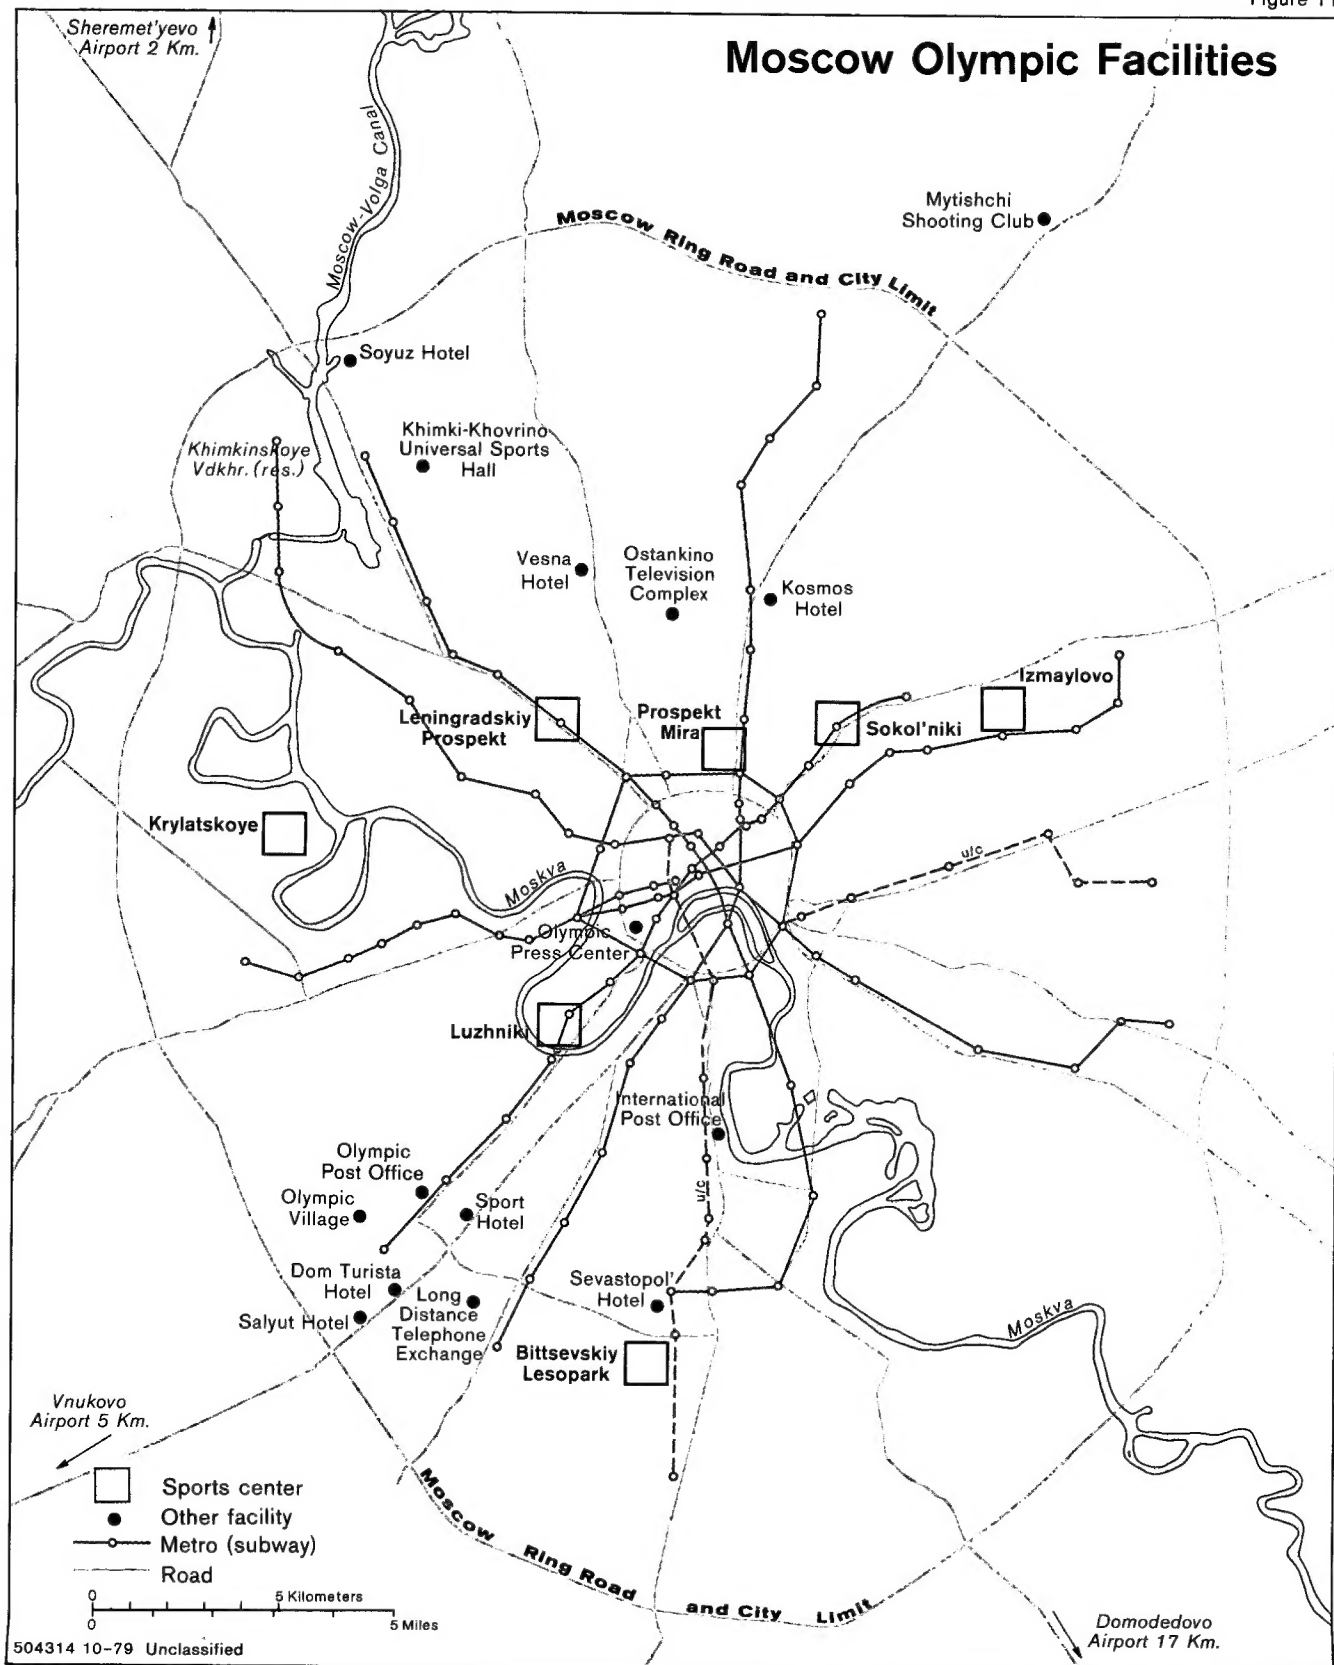 Sheremet'yevo
Airport 2 Km.
Moscow Olympic Facilities
Moscow-Volga Canal
Mytishchi
Shooting Club
Moscow Ring Road and City Limit
Soyuz Hotel
Khimki-Khovrino
Universal Sports
Hall
Khimkinskoye
Vdkhr. (res.)
Vesna
Hotel
Ostankino
Television
Complex
Kosmos
Hotel
Izmaylovo
Leningradskiy
Prospekt
Prospekt
Mira
Sokol'niki
Krylatskoye
u/c
Moskva
Olympic
Press Center
Luzhniki
International
Post Office
Olympic
Post Office
Olympic
Village
Sport
Hotel
u/c
Dom Turista
Hotel
Salyut Hotel
Long
Distance
Telephone
Exchange
Sevastopol'
Hotel
Bittsevskiy
Lesopark
Moskva
Vnukovo
Airport 5 Km.
Sports center
Other facility
Metro (subway)
Road
0 5 Kilometers
0 5 Miles
Moscow Ring Road and City Limit
Domodedovo
Airport 17 Km.
504314 10-79 Unclassified